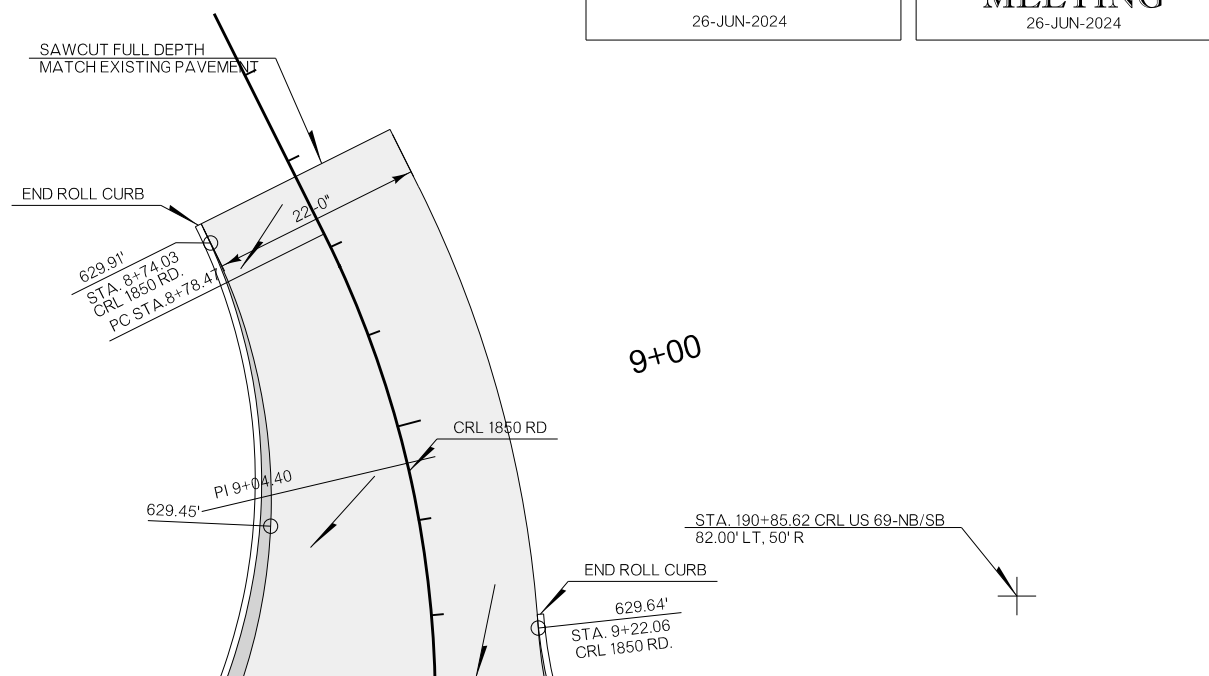 MEETING
26-JUN-2024
26-JUN-2024
SAWCUT FULL DEPTH
MATCH EXISTING PAVEMENT
END ROLL CURB
22'-0"
629.91'
STA. 8+74.03
CRL 1850 RD.
PC STA.8+78.47
9+00
CRL 1850 RD
PI 9+04.40
629.45'
STA. 190+85.62 CRL US 69-NB/SB
82.00' LT, 50' R
END ROLL CURB
629.64'
STA. 9+22.06
CRL 1850 RD.